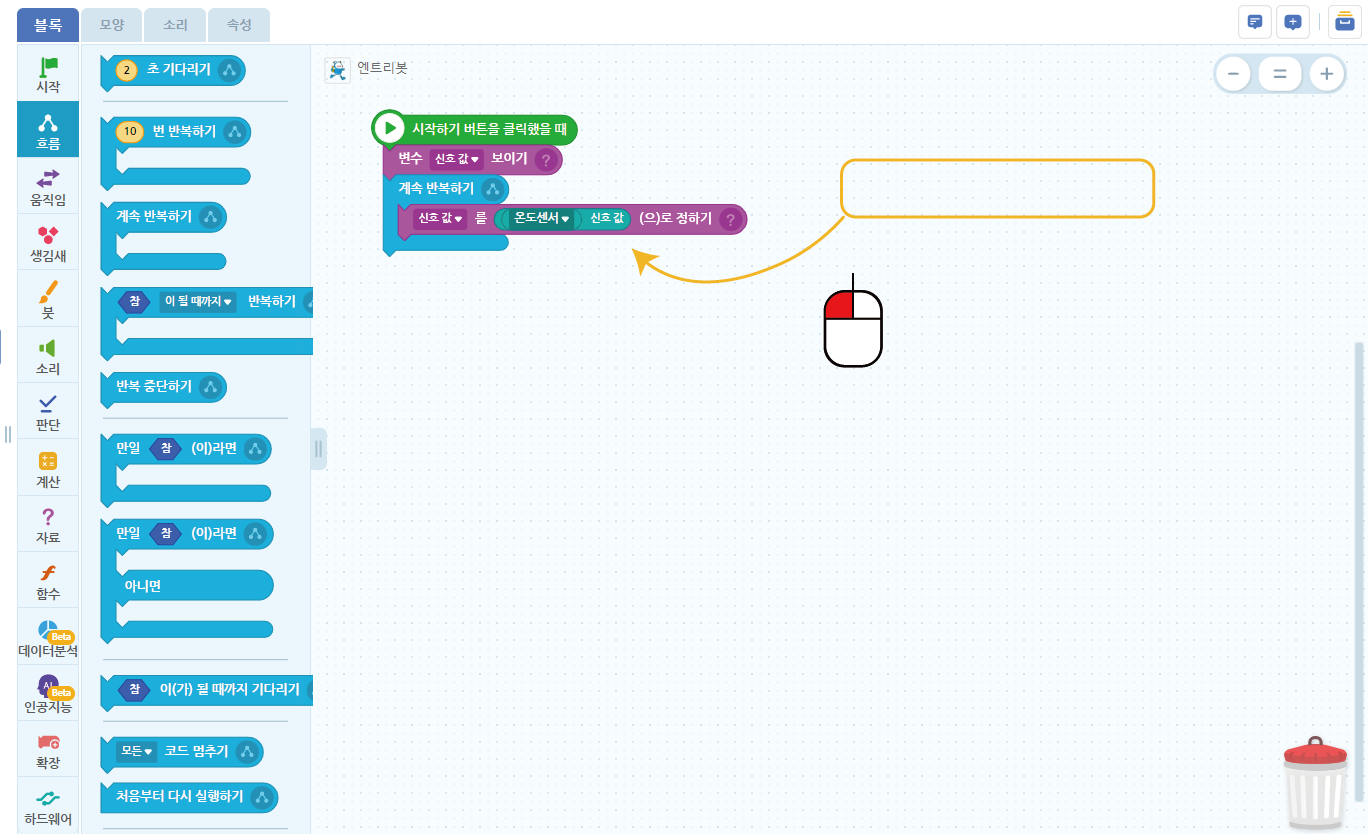 블록 모양 소리 속성
시작
흐름
움직임
생김새
붓
소리
판단
계산
자료
함수
Beta
데이터분석
AI
Beta
인공지능
확장
하드웨어
2 초 기다리기
10 번 반복하기
계속 반복하기
참 이 될 때까지 ▼ 반복하기
반복 중단하기
만일 참 (이)라면
만일 참 (이)라면
아니면
참 이(가) 될 때까지 기다리기
모든 ▼ 코드 멈추기
처음부터 다시 실행하기
엔트리봇
시작하기 버튼을 클릭했을 때
변수 신호 값 ▼ 보이기 ?
계속 반복하기
신호 값 ▼ 를 온도센서 ▼ 신호 값 (으)로 정하기 ?